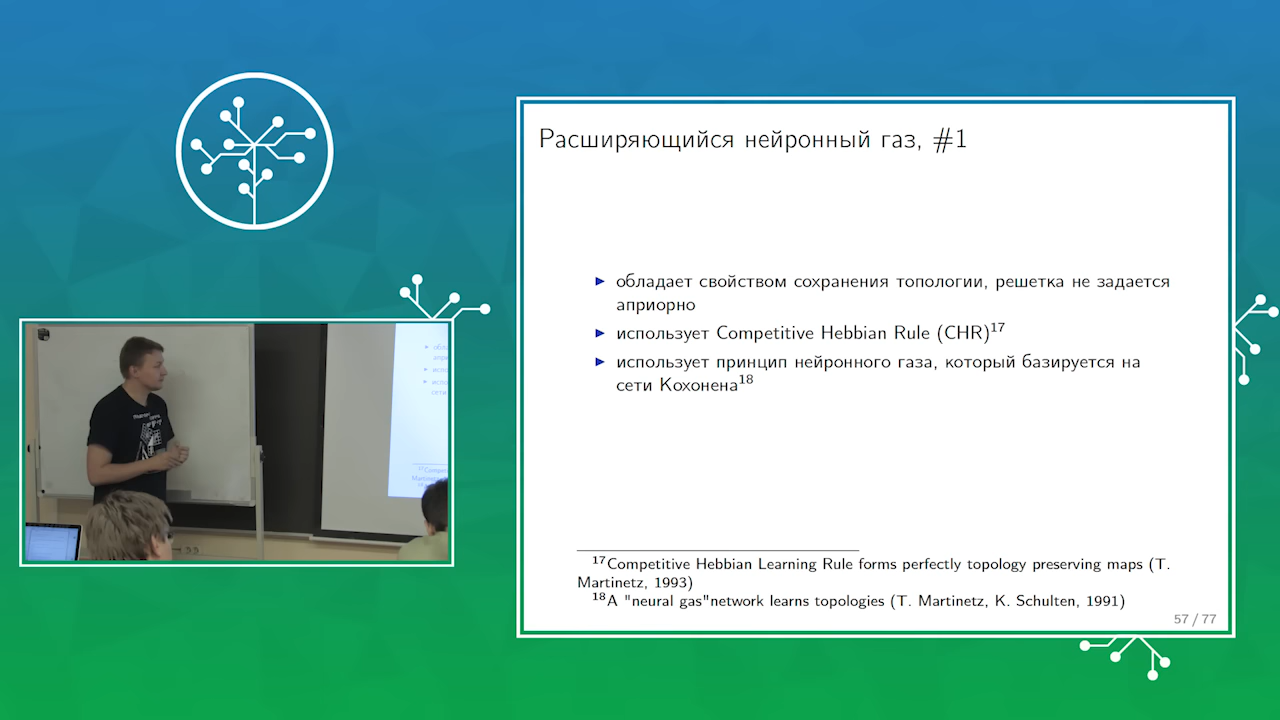 Расширяющийся нейронный газ, #1
обладает свойством сохранения топологии, решетка не задается
априорно
использует Competitive Hebbian Rule (CHR)17
использует принцип нейронного газа, который базируется на
сети Кохонена18
17Competitive Hebbian Learning Rule forms perfectly topology preserving maps (T.
Martinetz, 1993)
18A "neural gas"network learns topologies (T. Martinetz, K. Schulten, 1991)
57 / 77